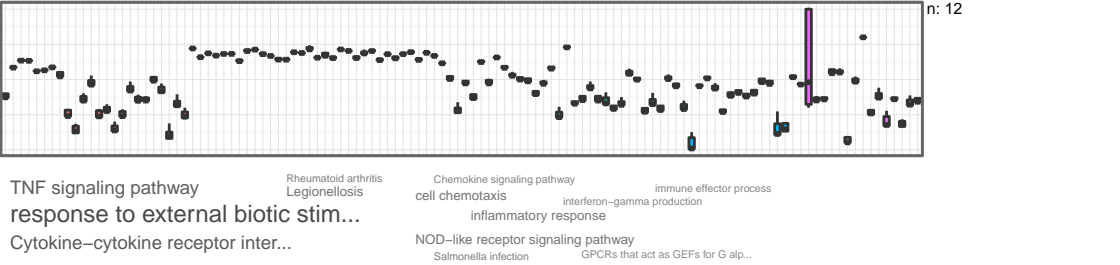 n: 12
TNF signaling pathway
response to external biotic stim...
Cytokine−cytokine receptor inter...
Rheumatoid arthritis
Legionellosis
Chemokine signaling pathway
cell chemotaxis
immune effector process
interferon−gamma production
inflammatory response
NOD−like receptor signaling pathway
Salmonella infection
GPCRs that act as GEFs for G alp...